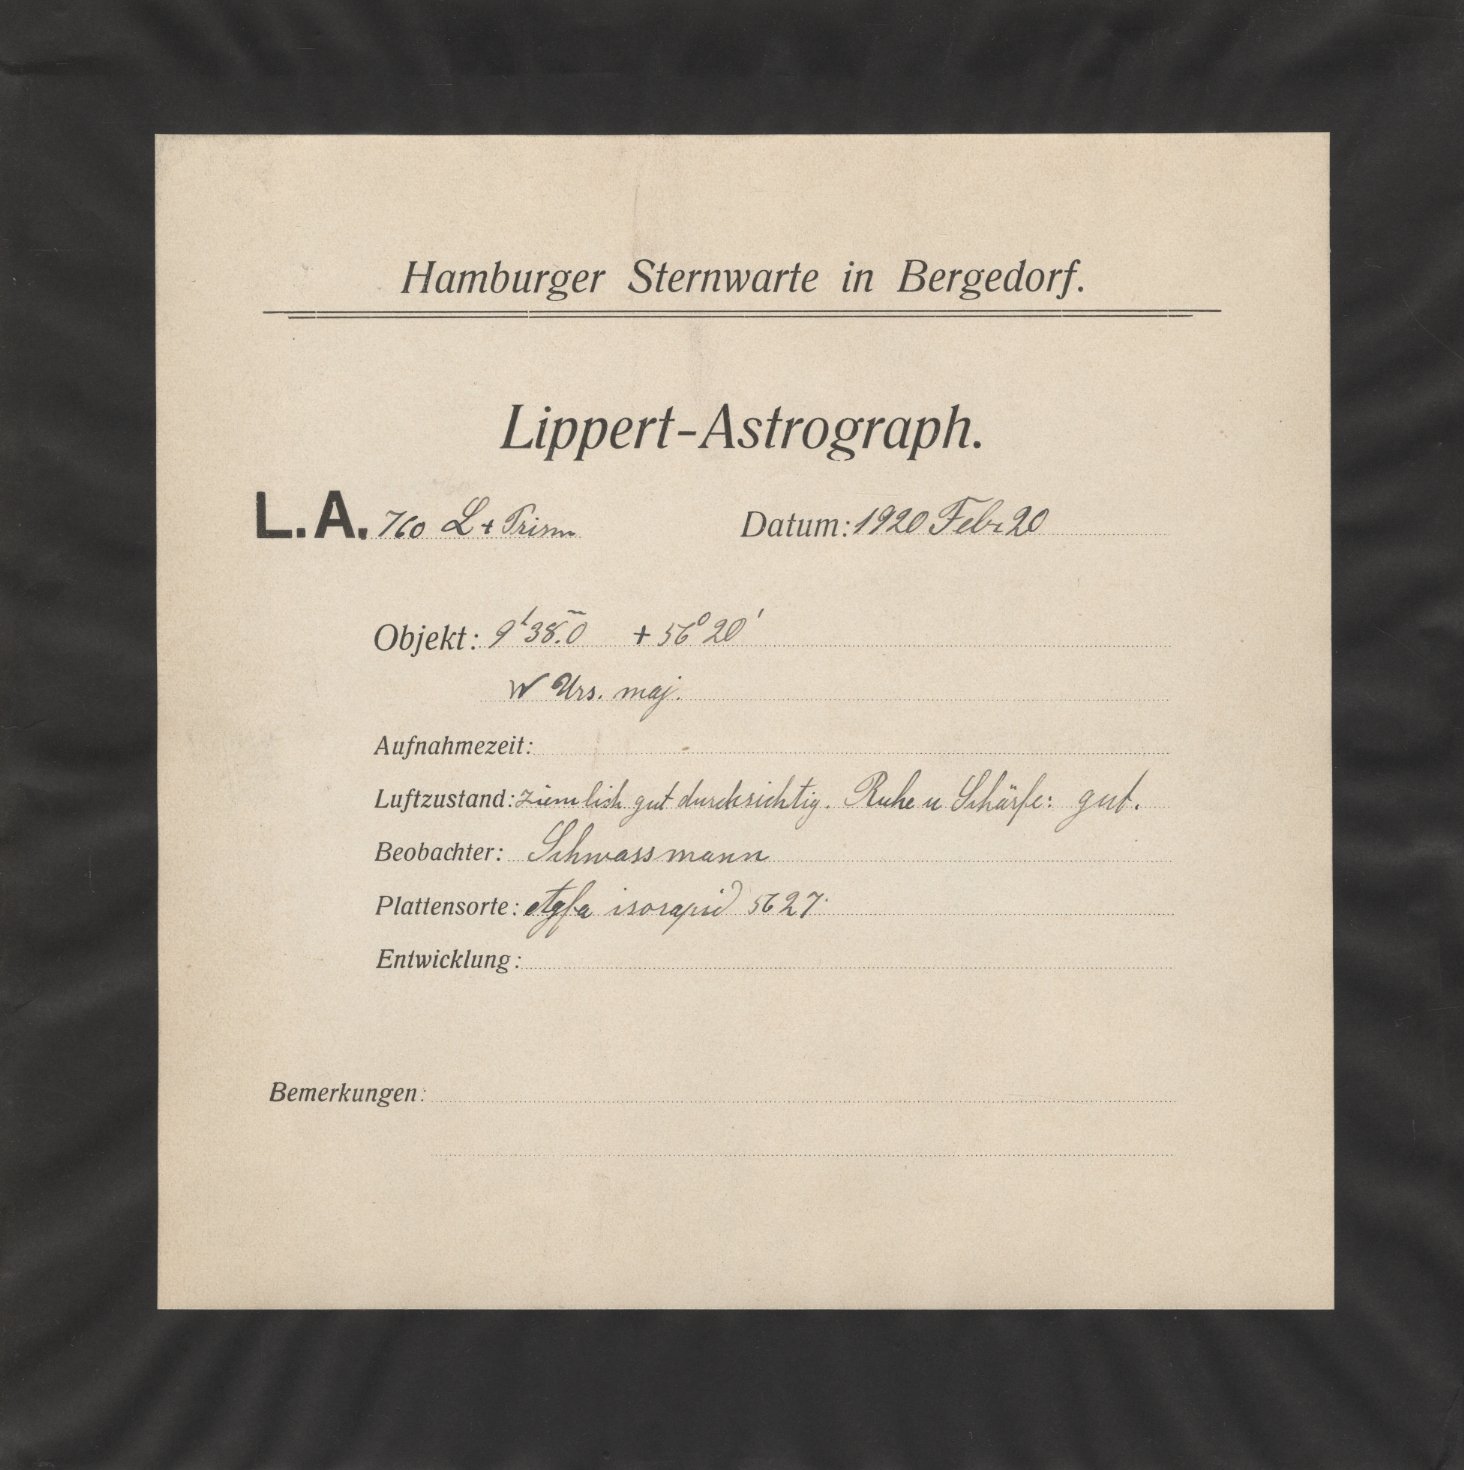 Hamburger Sternwarte in Bergedorf.
Lippert-Astrograph.
L.A. 760 L + Prism Datum: 1920 Febr 20
Objekt: 9h 38.m0 + 56° 20'
W Urs. maj.
Aufnahmezeit:
Luftzustand: ziemlich gut durchsichtig. Ruhe u Schärfe: gut.
Beobachter: Schwassmann
Plattensorte: Agfa isorapid 5627.
Entwicklung:
Bemerkungen: